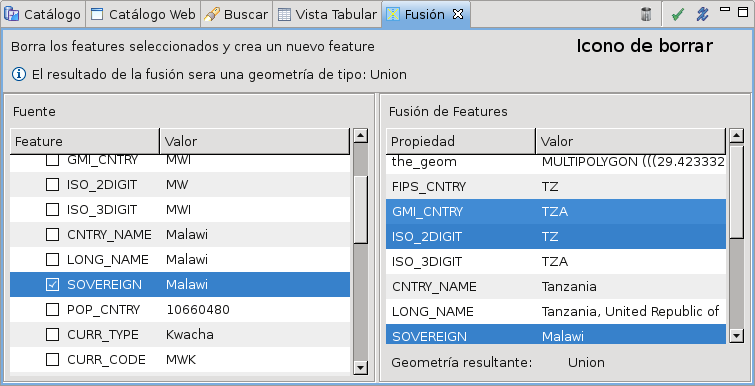 Catálogo Catálogo Web Buscar Vista Tabular Fusión
Borra los features seleccionados y crea un nuevo feature Icono de borrar
El resultado de la fusión sera una geometría de tipo: Union
Fuente
Feature Valor
GMI_CNTRY MWI
ISO_2DIGIT MW
ISO_3DIGIT MWI
CNTRY_NAME Malawi
LONG_NAME Malawi
SOVEREIGN Malawi
POP_CNTRY 10660480
CURR_TYPE Kwacha
CURR_CODE MWK
Fusión de Features
Propiedad Valor
the_geom MULTIPOLYGON (((29.423332
FIPS_CNTRY TZ
GMI_CNTRY TZA
ISO_2DIGIT TZ
ISO_3DIGIT TZA
CNTRY_NAME Tanzania
LONG_NAME Tanzania, United Republic of
SOVEREIGN Malawi
Geometría resultante: Union